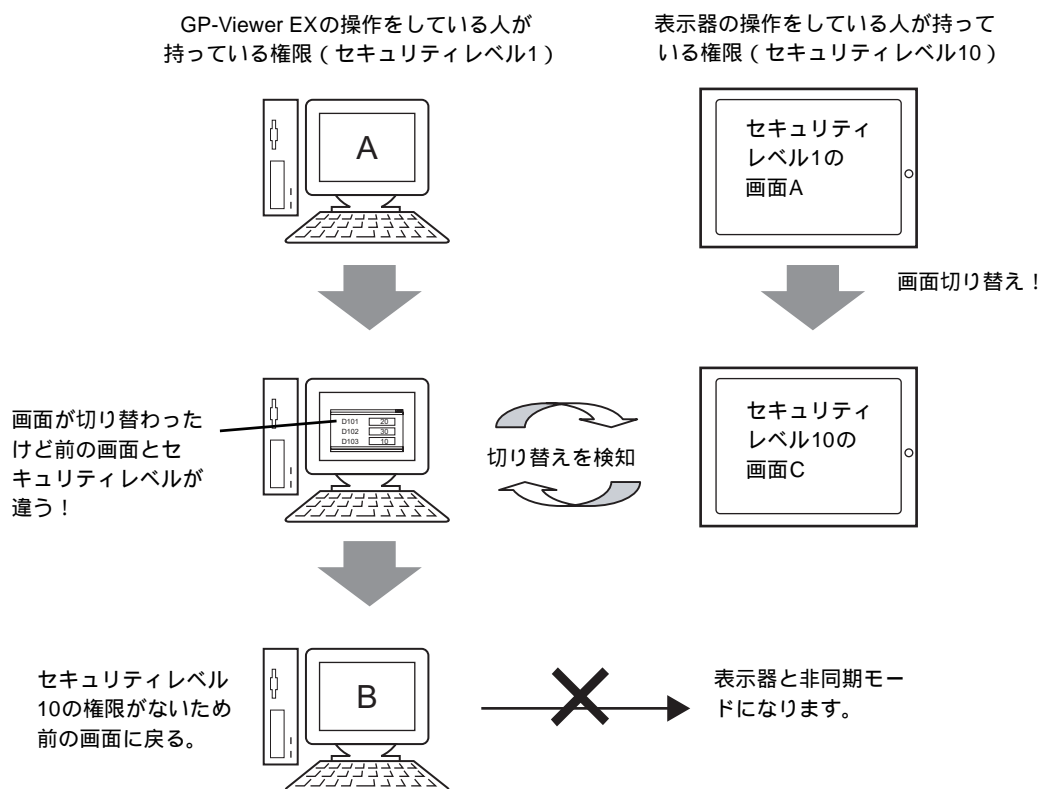 GP-Viewer EXの操作をしている人が
持っている権限（セキュリティレベル1）
表示器の操作をしている人が持って
いる権限（セキュリティレベル10）
A
セキュリティ
レベル1の
画面A
画面切り替え！
画面が切り替わった
けど前の画面とセ
キュリティレベルが
違う！
D101 20
D102 30
D103 10
切り替えを検知
セキュリティ
レベル10の
画面C
セキュリティレベル
10の権限がないため
前の画面に戻る。
B
表示器と非同期モー
ドになります。